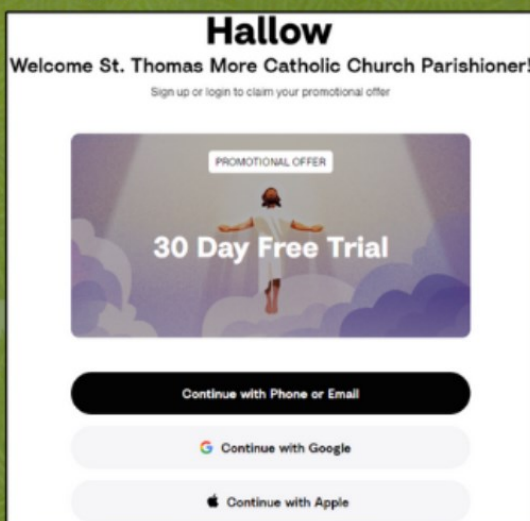 Hallow
Welcome St. Thomas More Catholic Church Parishioner!
Sign up or login to claim your promotional offer
PROMOTIONAL OFFER
30 Day Free Trial
Continue with Phone or Email
Continue with Google
Continue with Apple